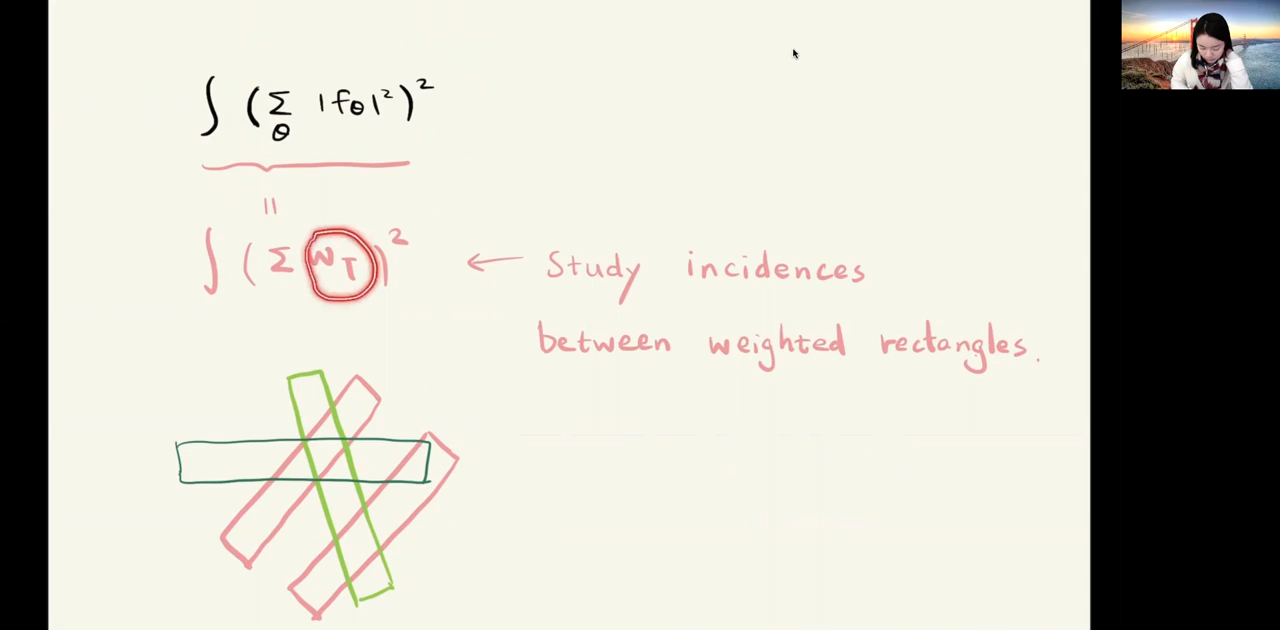 ∫ (Σ_θ |f_θ|²)²
=
∫ (Σ W_T)² ← Study incidences
between weighted rectangles.